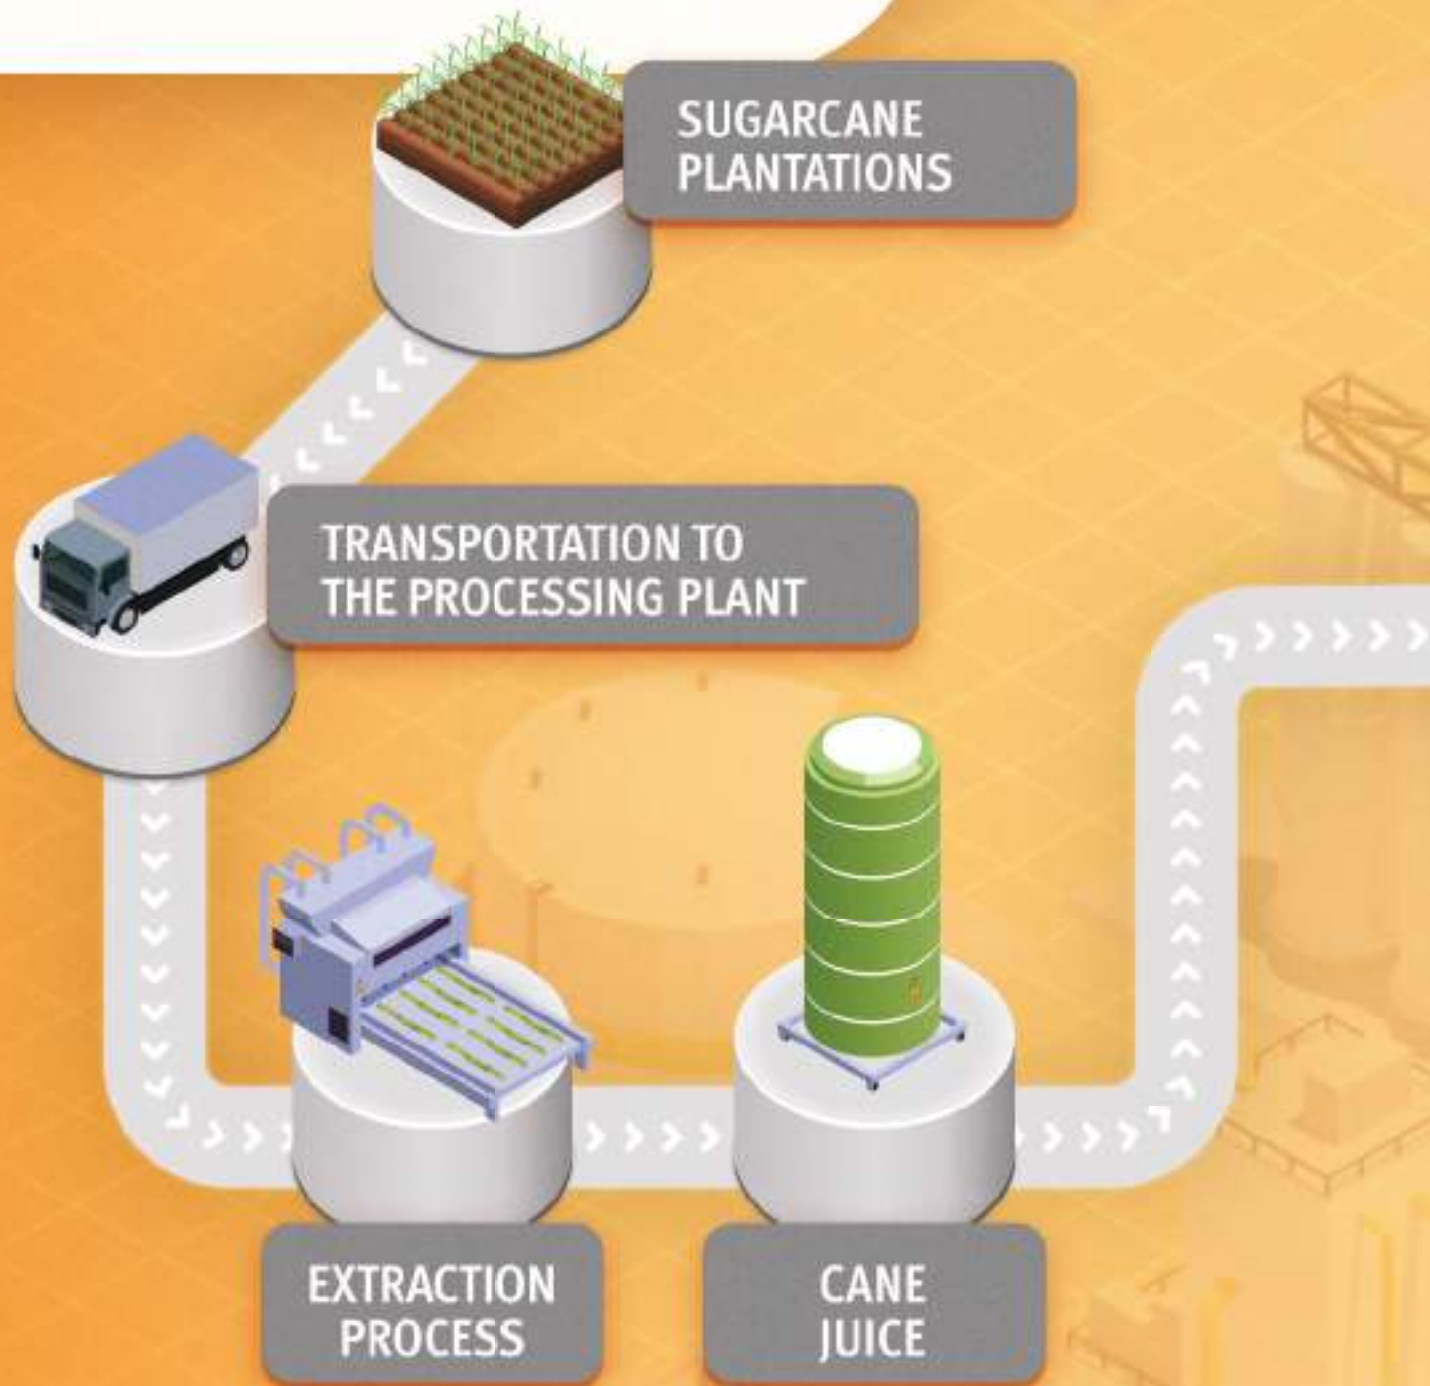 SUGARCANE
PLANTATIONS
TRANSPORTATION TO
THE PROCESSING PLANT
EXTRACTION
PROCESS
CANE
JUICE